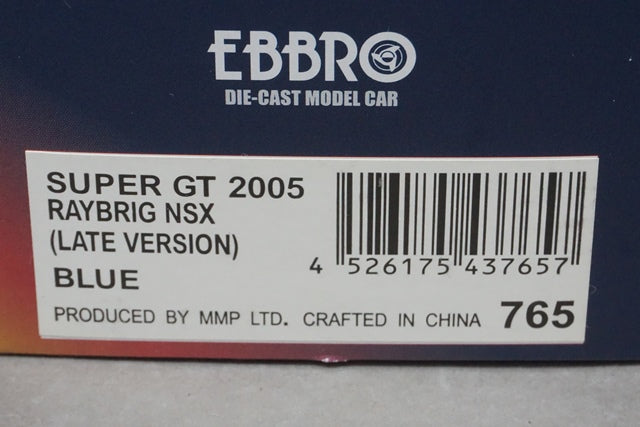 EBBRO
DIE-CAST MODEL CAR
SUPER GT 2005
RAYBRIG NSX
(LATE VERSION)
BLUE
4 526175 437657
PRODUCED BY MMP LTD. CRAFTED IN CHINA 765